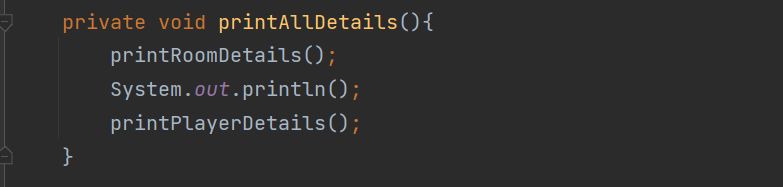 private void printAllDetails(){
printRoomDetails();
System.out.println();
printPlayerDetails();
}